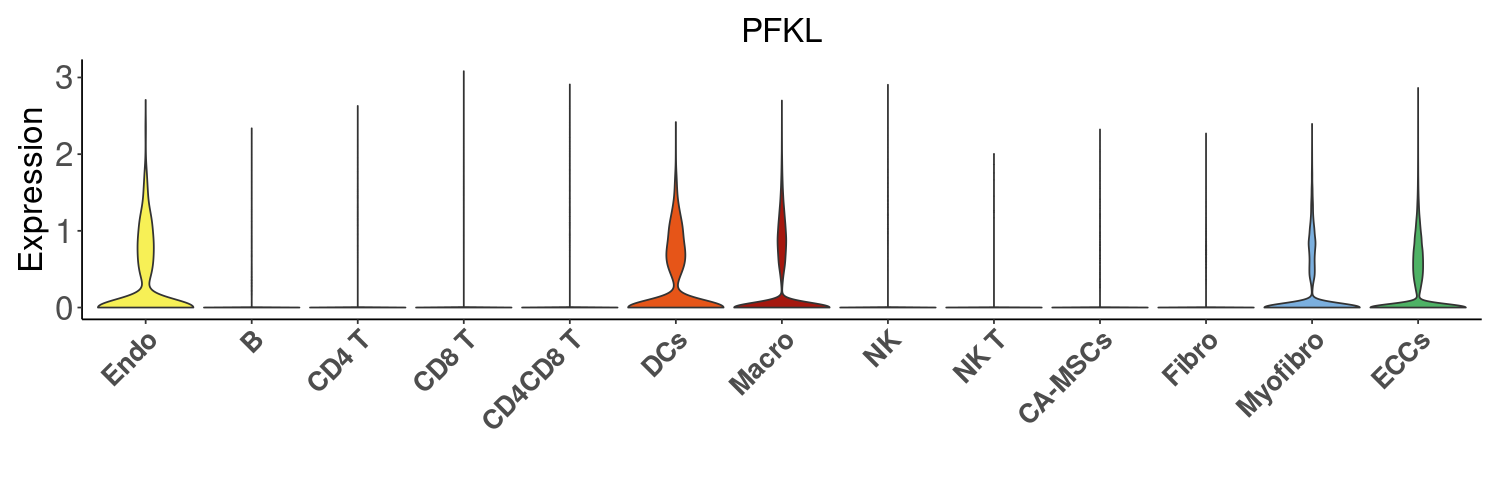 PFKL
Expression
3
2
1
0
Endo
B
CD4 T
CD8 T
CD4CD8 T
DCs
Macro
NK
NK T
CA-MSCs
Fibro
Myofibro
ECCs